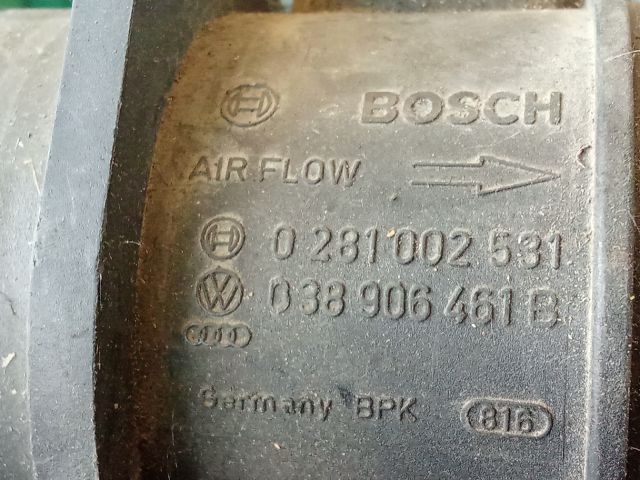 BOSCH
AIR FLOW
0 281 002 531
038 906 461 B
Germany BPK 816